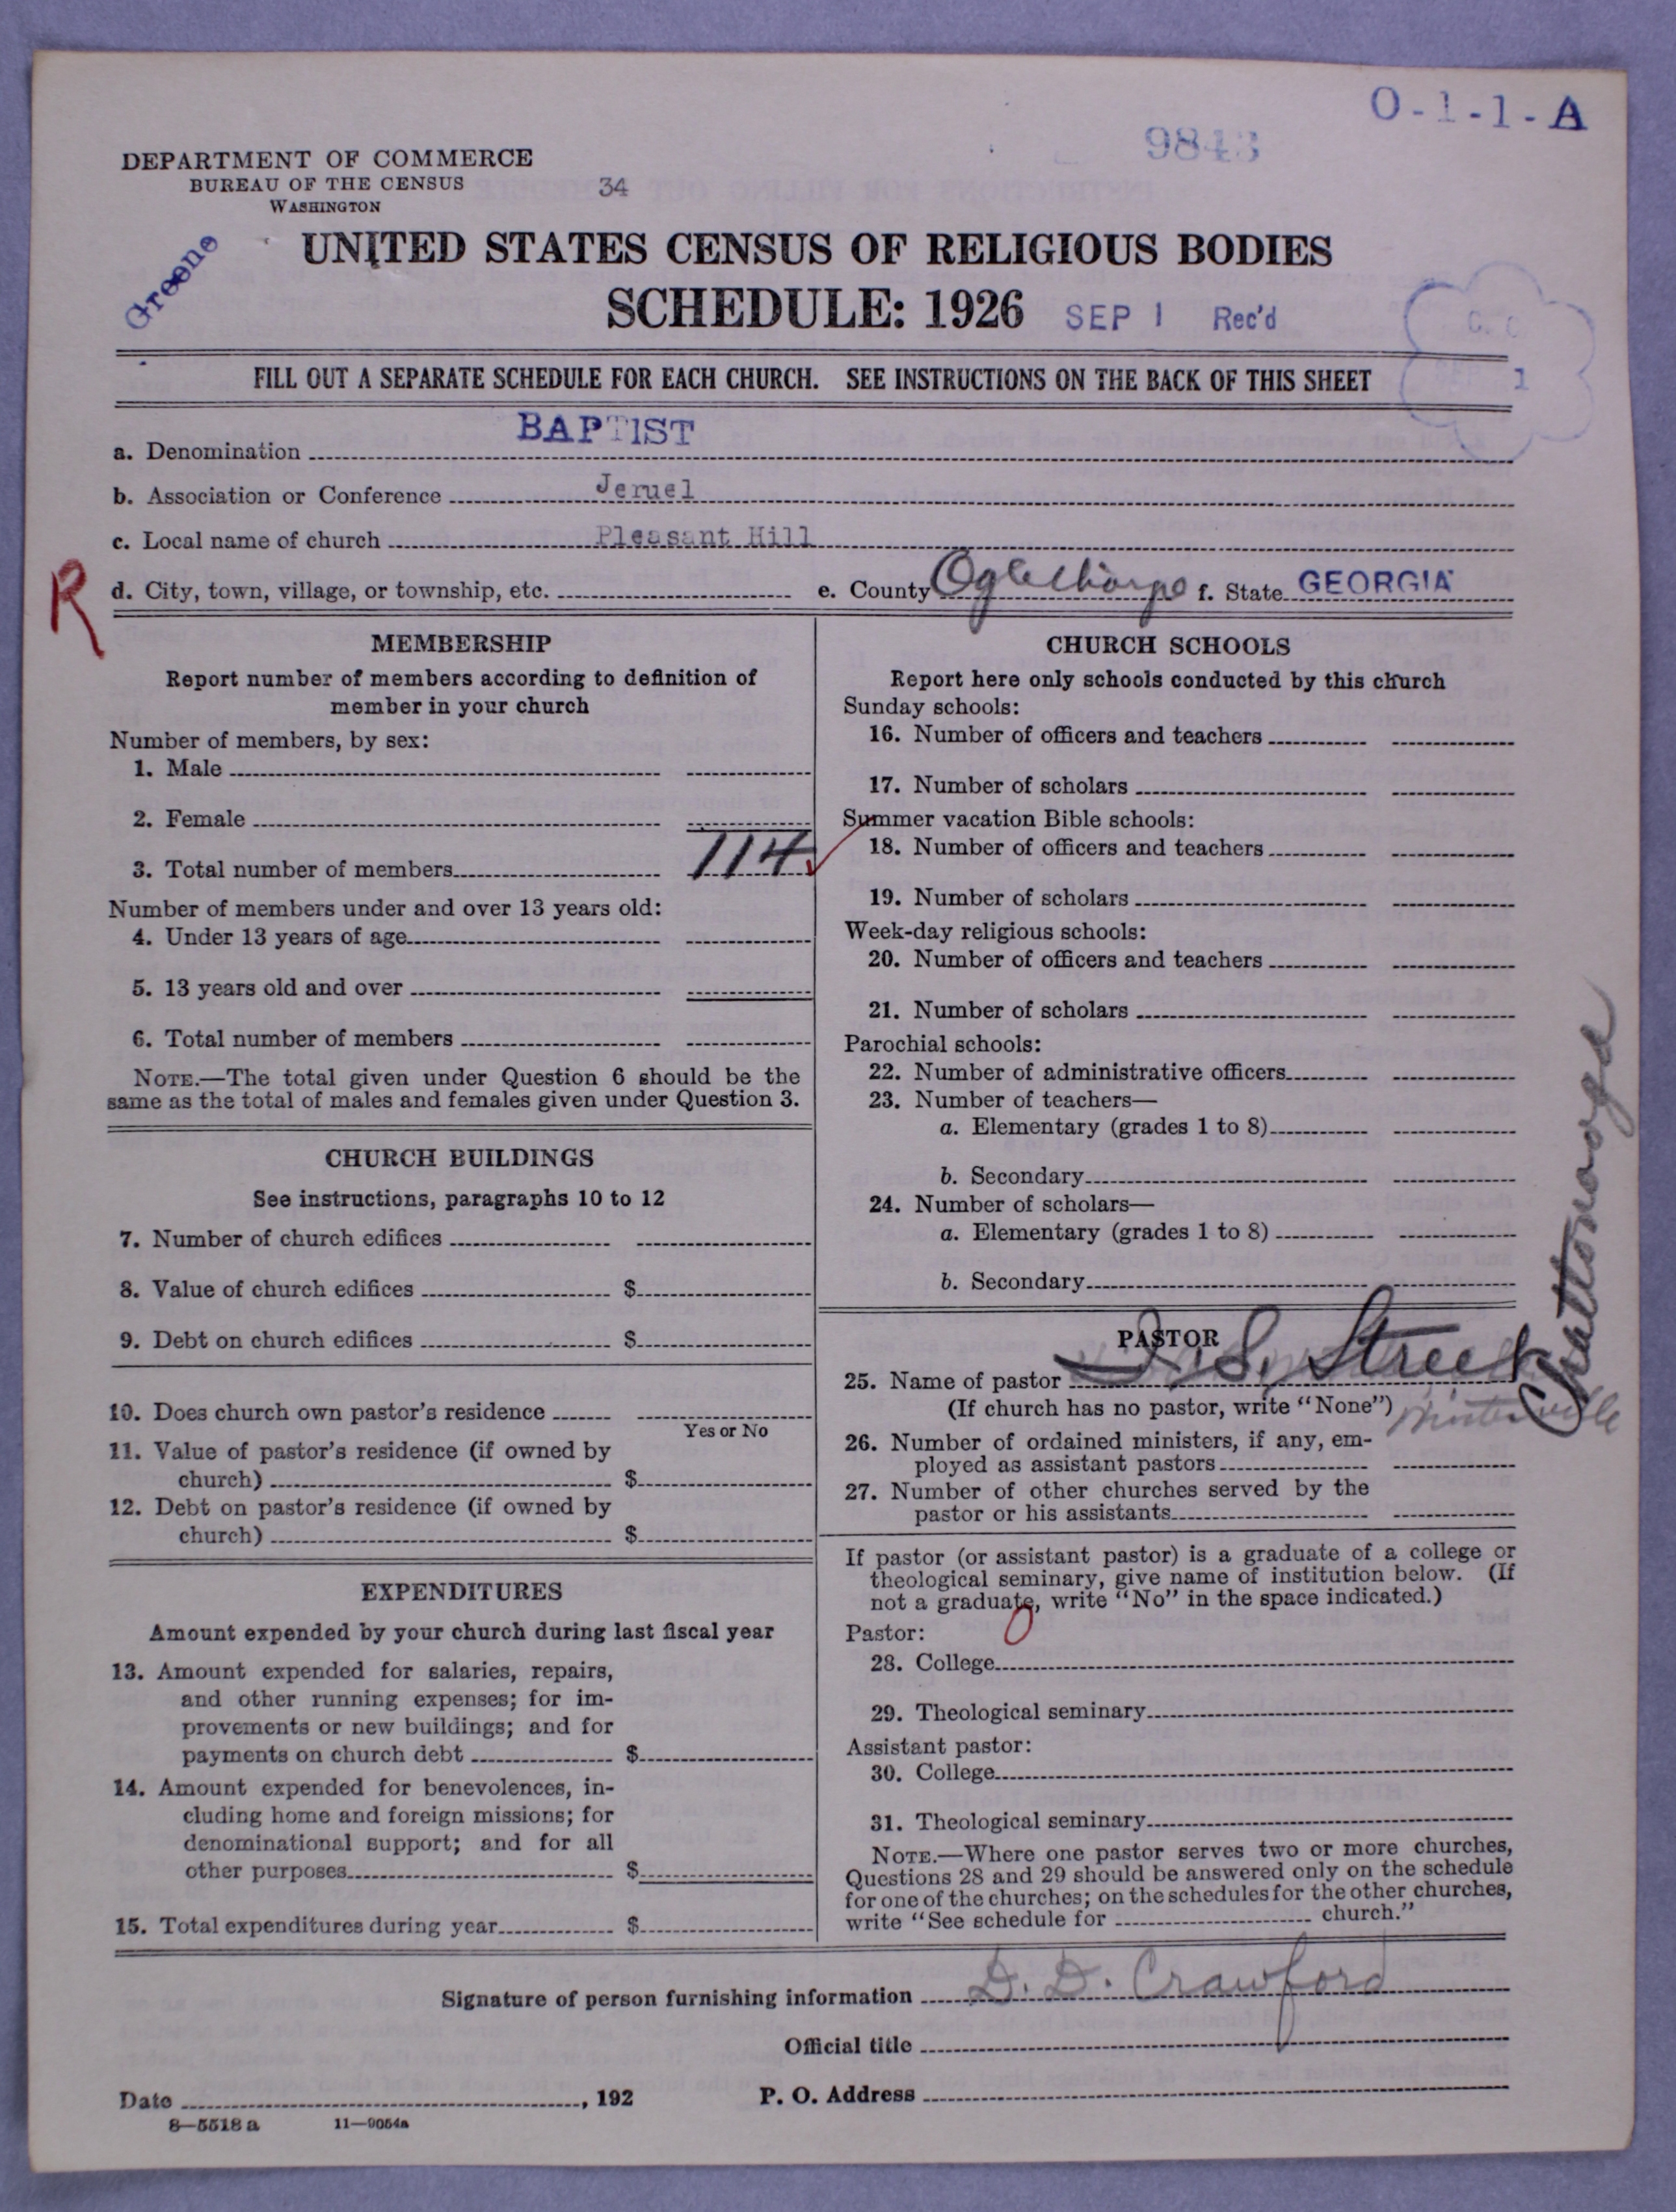 O-1-1-A
9843
DEPARTMENT OF COMMERCE
BUREAU OF THE CENSUS
WASHINGTON
34
Greene
UNITED STATES CENSUS OF RELIGIOUS BODIES
SCHEDULE: 1926
SEP 1 Rec'd
1
FILL OUT A SEPARATE SCHEDULE FOR EACH CHURCH. SEE INSTRUCTIONS ON THE BACK OF THIS SHEET
a. Denomination BAPTIST
b. Association or Conference Jeruel
c. Local name of church Pleasant Hill
R
d. City, town, village, or township, etc. e. County Oglethorpe f. State GEORGIA
MEMBERSHIP
Report number of members according to definition of
member in your church
Number of members, by sex:
1. Male
2. Female
3. Total number of members 114
Number of members under and over 13 years old:
4. Under 13 years of age
5. 13 years old and over
6. Total number of members
NOTE.—The total given under Question 6 should be the
same as the total of males and females given under Question 3.
CHURCH BUILDINGS
See instructions, paragraphs 10 to 12
7. Number of church edifices
8. Value of church edifices $
9. Debt on church edifices $
10. Does church own pastor's residence
Yes or No
11. Value of pastor's residence (if owned by
church) $
12. Debt on pastor's residence (if owned by
church) $
EXPENDITURES
Amount expended by your church during last fiscal year
13. Amount expended for salaries, repairs,
and other running expenses; for im-
provements or new buildings; and for
payments on church debt $
14. Amount expended for benevolences, in-
cluding home and foreign missions; for
denominational support; and for all
other purposes $
15. Total expenditures during year $
CHURCH SCHOOLS
Report here only schools conducted by this church
Sunday schools:
16. Number of officers and teachers
17. Number of scholars
Summer vacation Bible schools:
18. Number of officers and teachers
19. Number of scholars
Week-day religious schools:
20. Number of officers and teachers
21. Number of scholars
Parochial schools:
22. Number of administrative officers
23. Number of teachers—
a. Elementary (grades 1 to 8)
b. Secondary
24. Number of scholars—
a. Elementary (grades 1 to 8)
b. Secondary
PASTOR
25. Name of pastor S. Street
Chattanooga
(If church has no pastor, write "None") Winterville
26. Number of ordained ministers, if any, em-
ployed as assistant pastors
27. Number of other churches served by the
pastor or his assistants
If pastor (or assistant pastor) is a graduate of a college or
theological seminary, give name of institution below. (If
not a graduate, write "No" in the space indicated.)
Pastor: 0
28. College
29. Theological seminary
Assistant pastor:
30. College
31. Theological seminary
NOTE.—Where one pastor serves two or more churches,
Questions 28 and 29 should be answered only on the schedule
for one of the churches; on the schedules for the other churches,
write "See schedule for church."
Signature of person furnishing information D. D. Crawford
Official title
Date , 192 P. O. Address
8—5518 a 11—9054a